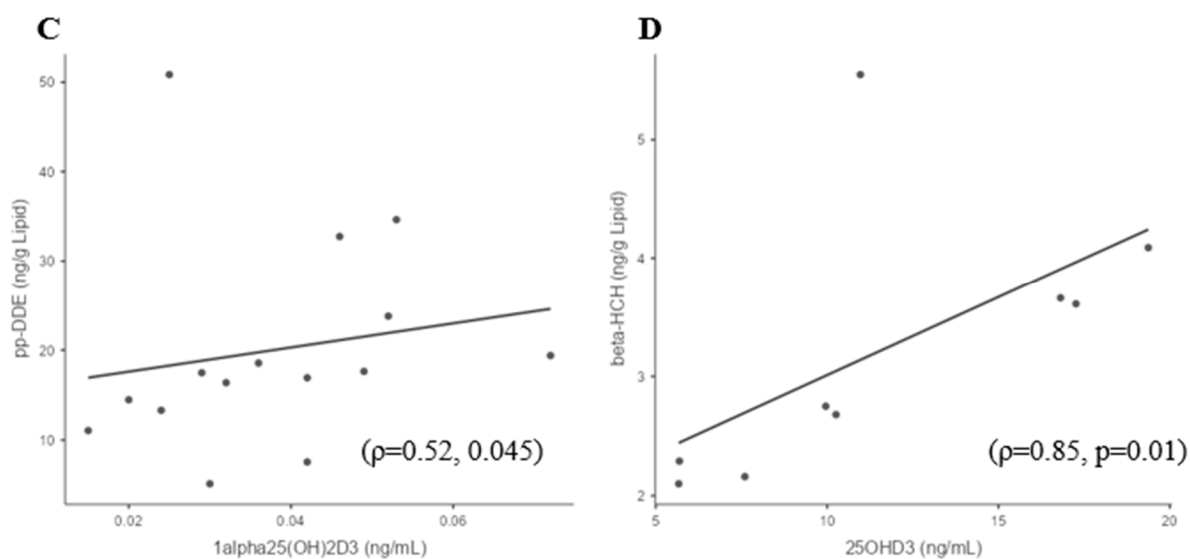 C
50
40
30
20
10
pp-DDE (ng/g Lipid)
(ρ=0.52, 0.045)
0.02
0.04
0.06
1alpha25(OH)2D3 (ng/mL)
D
5
4
3
2
beta-HCH (ng/g Lipid)
(ρ=0.85, p=0.01)
5
10
15
20
25OHD3 (ng/mL)